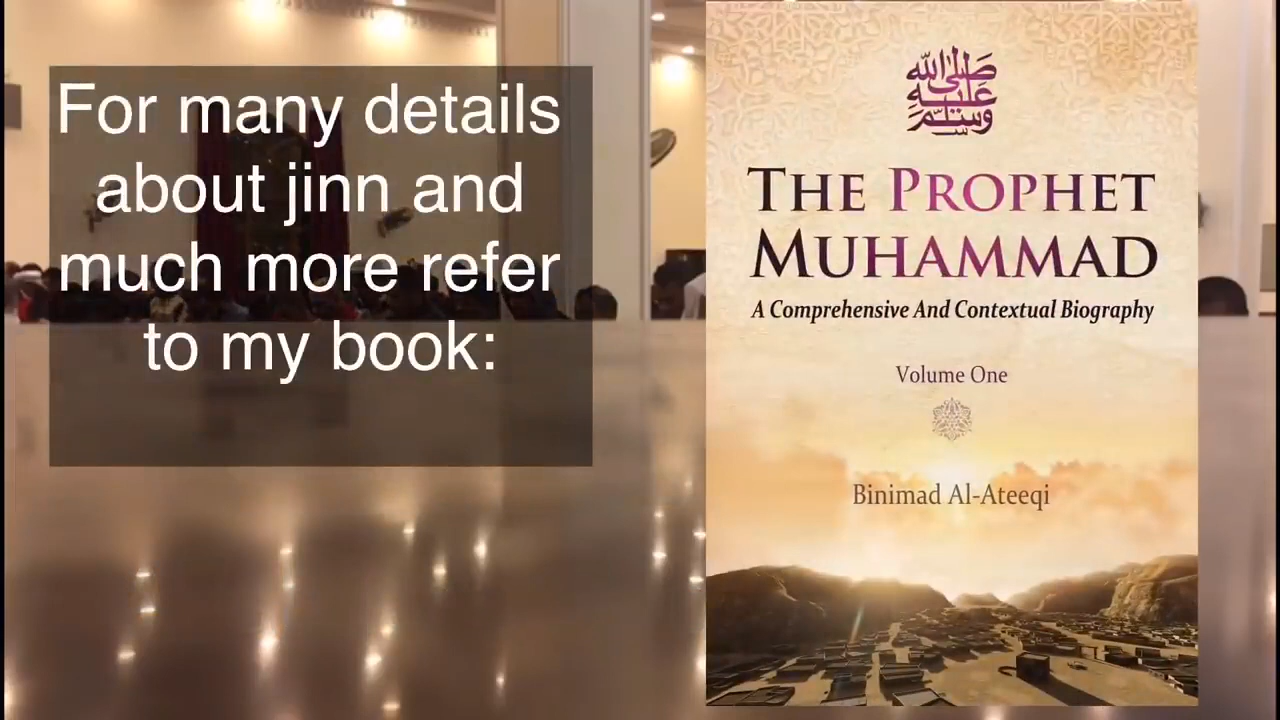 For many details
about jinn and
much more refer
to my book:
صلى الله
عليه
وسلم
THE PROPHET
MUHAMMAD
A Comprehensive And Contextual Biography
Volume One
Binimad Al-Ateeqi